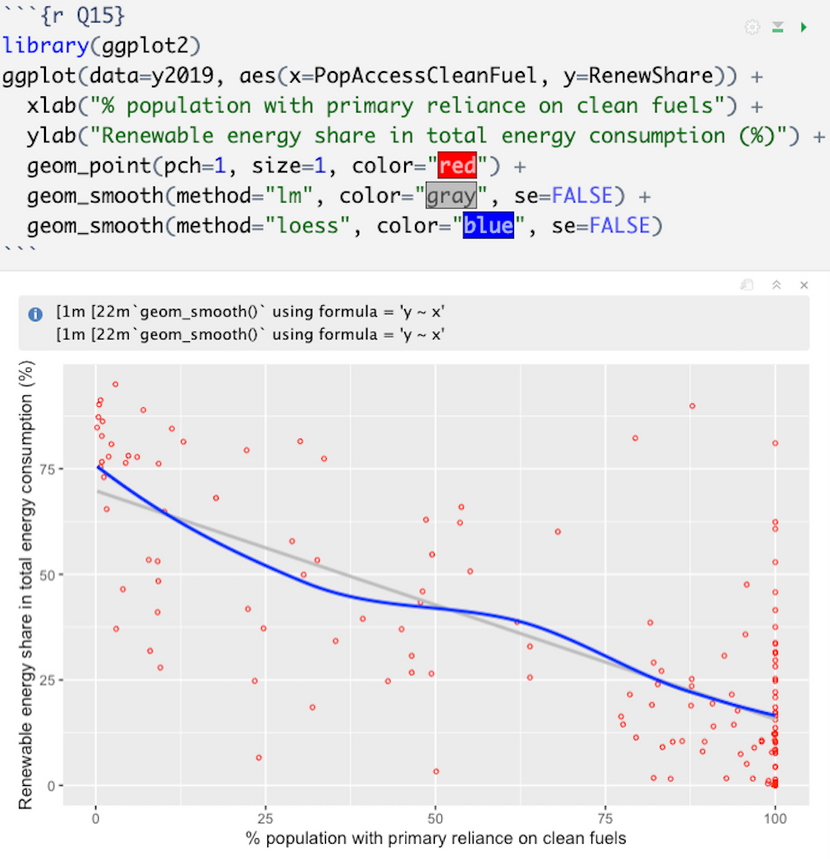 ```{r Q15}
library(ggplot2)
ggplot(data=y2019, aes(x=PopAccessCleanFuel, y=RenewShare)) +
  xlab("% population with primary reliance on clean fuels") +
  ylab("Renewable energy share in total energy consumption (%)") +
  geom_point(pch=1, size=1, color="red") +
  geom_smooth(method="lm", color="gray", se=FALSE) +
  geom_smooth(method="loess", color="blue", se=FALSE)
```
[1m [22m`geom_smooth()` using formula = 'y ~ x'
[1m [22m`geom_smooth()` using formula = 'y ~ x'
Renewable energy share in total energy consumption (%)
75
50
25
0
0 25 50 75 100
% population with primary reliance on clean fuels